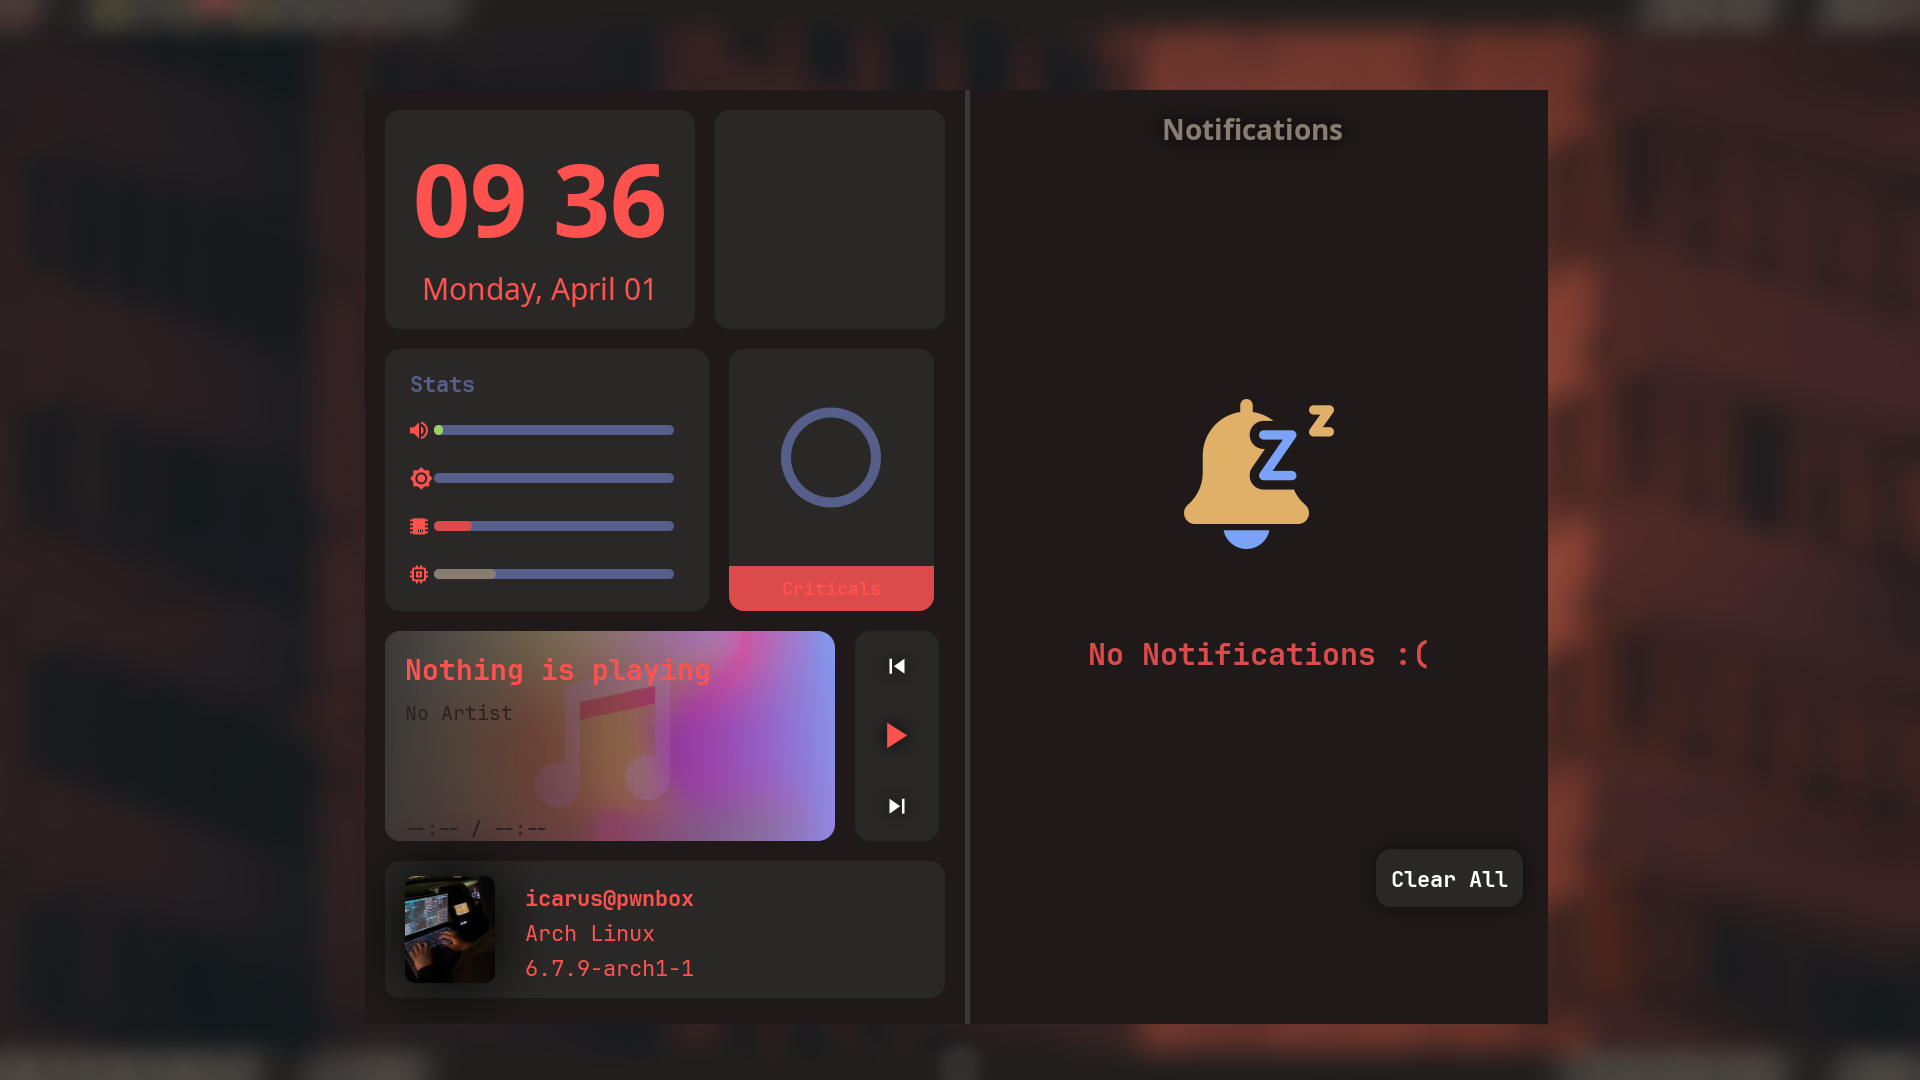 09 36
Monday, April 01
Stats
Criticals
Nothing is playing
No Artist
--:-- / --:--
icarus@pwnbox
Arch Linux
6.7.9-arch1-1
Notifications
Z z
No Notifications :(
Clear All